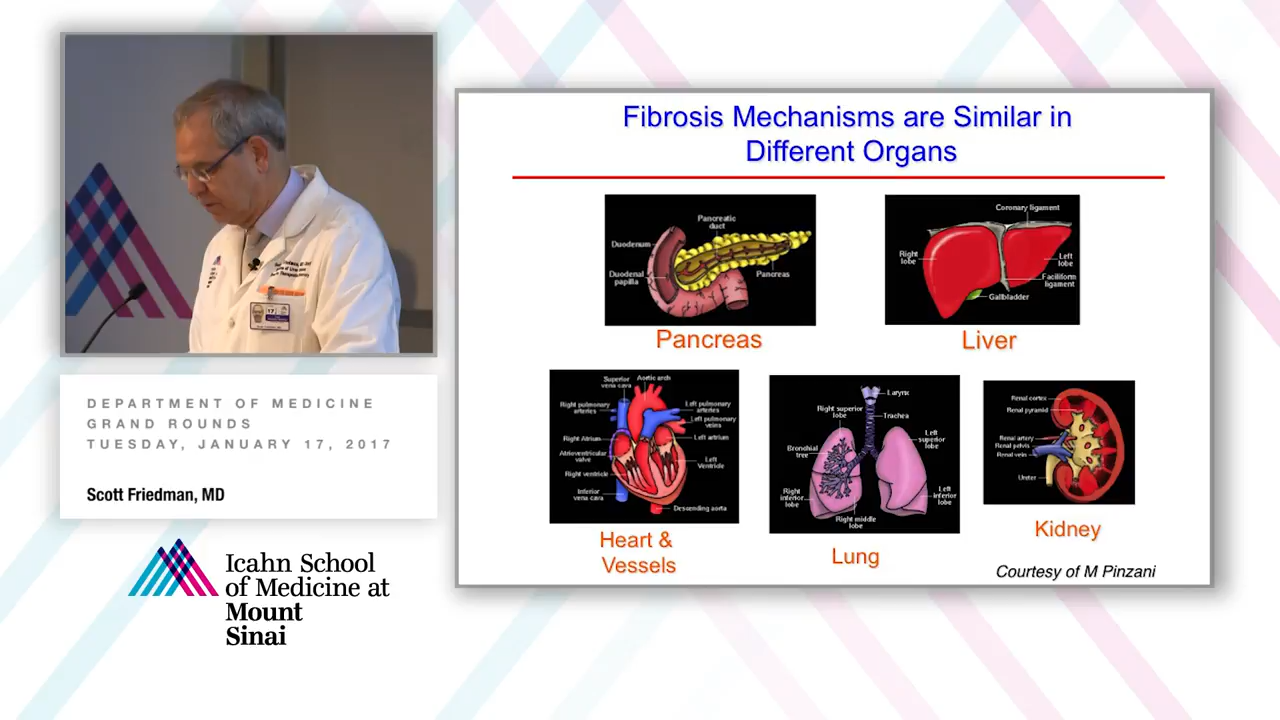 DEPARTMENT OF MEDICINE
GRAND ROUNDS
TUESDAY, JANUARY 17, 2017
Scott Friedman, MD
Icahn School
of Medicine at
Mount
Sinai
Fibrosis Mechanisms are Similar in
Different Organs
Pancreatic
duct
Duodenum
Duodenal
papilla
Pancreas
Pancreas
Coronary ligament
Right
lobe
Left
lobe
Faciliform
ligament
Gallbladder
Liver
Superior
vena cava
Aortic arch
Right pulmonary
arteries
Left pulmonary
arteries
Left pulmonary
veins
Right Atrium
Left atrium
Atrioventricular
valve
Left
Ventricle
Right ventricle
Inferior
vena cava
Descending aorta
Heart &
Vessels
Larynx
Trachea
Right superior
lobe
Left
superior
lobe
Bronchial
tree
Right
inferior
lobe
Left
inferior
lobe
Right middle
lobe
Lung
Renal cortex
Renal pyramid
Renal artery
Renal pelvis
Renal vein
Ureter
Kidney
Courtesy of M Pinzani